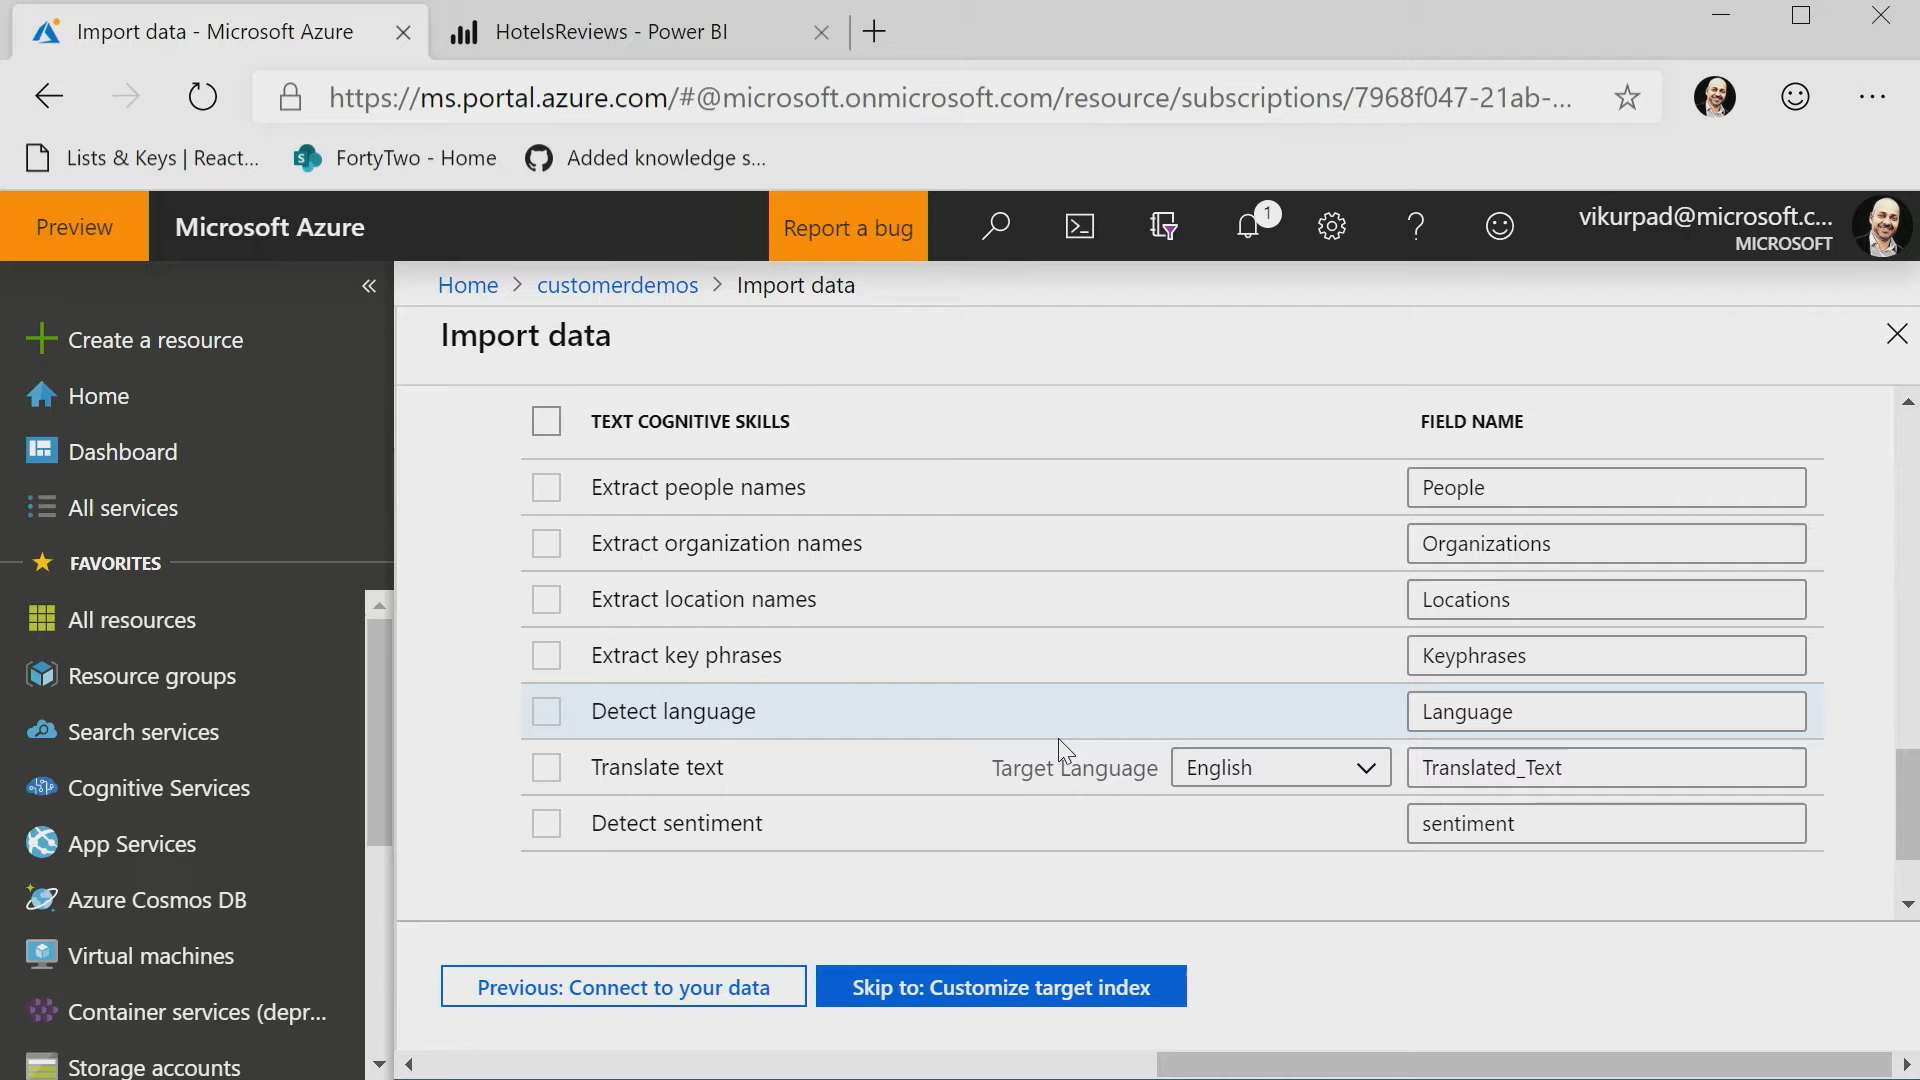 Import data - Microsoft Azure
HotelsReviews - Power BI
https://ms.portal.azure.com/#@microsoft.onmicrosoft.com/resource/subscriptions/7968f047-21ab-...
Lists & Keys | React...
FortyTwo - Home
Added knowledge s...
Preview
Microsoft Azure
Report a bug
1
vikurpad@microsoft.c...
MICROSOFT
Home > customerdemos > Import data
Import data
Create a resource
Home
Dashboard
All services
FAVORITES
All resources
Resource groups
Search services
Cognitive Services
App Services
Azure Cosmos DB
Virtual machines
Container services (depr...
Storage accounts
TEXT COGNITIVE SKILLS
FIELD NAME
Extract people names
People
Extract organization names
Organizations
Extract location names
Locations
Extract key phrases
Keyphrases
Detect language
Language
Translate text
Target Language
English
Translated_Text
Detect sentiment
sentiment
Previous: Connect to your data
Skip to: Customize target index